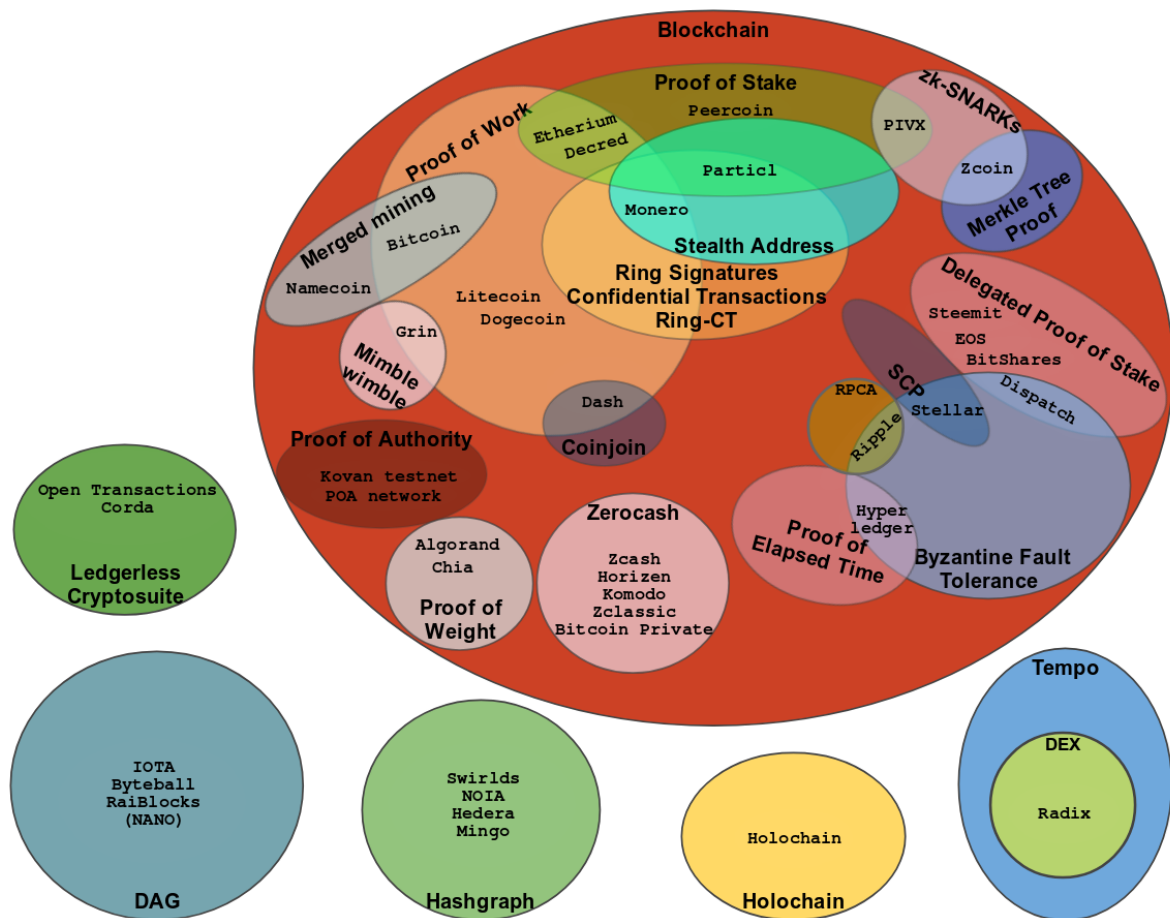 Blockchain
Proof of Stake
Peercoin
zk-SNARKs
PIVX
Zcoin
Merkle Tree
Proof
Proof of Work
Etherium
Decred
Particl
Monero
Stealth Address
Ring Signatures
Confidential Transactions
Ring-CT
Merged mining
Bitcoin
Namecoin
Litecoin
Dogecoin
Grin
Mimble
wimble
Dash
Coinjoin
Delegated Proof of Stake
Steemit
EOS
BitShares
Dispatch
SCP
Stellar
RPCA
Ripple
Proof of Authority
Kovan testnet
POA network
Algorand
Chia
Proof of
Weight
Zerocash
Zcash
Horizen
Komodo
Zclassic
Bitcoin Private
Hyper
ledger
Proof of
Elapsed Time
Byzantine Fault
Tolerance
Open Transactions
Corda
Ledgerless
Cryptosuite
IOTA
Byteball
RaiBlocks
(NANO)
DAG
Swirlds
NOIA
Hedera
Mingo
Hashgraph
Holochain
Holochain
Tempo
DEX
Radix